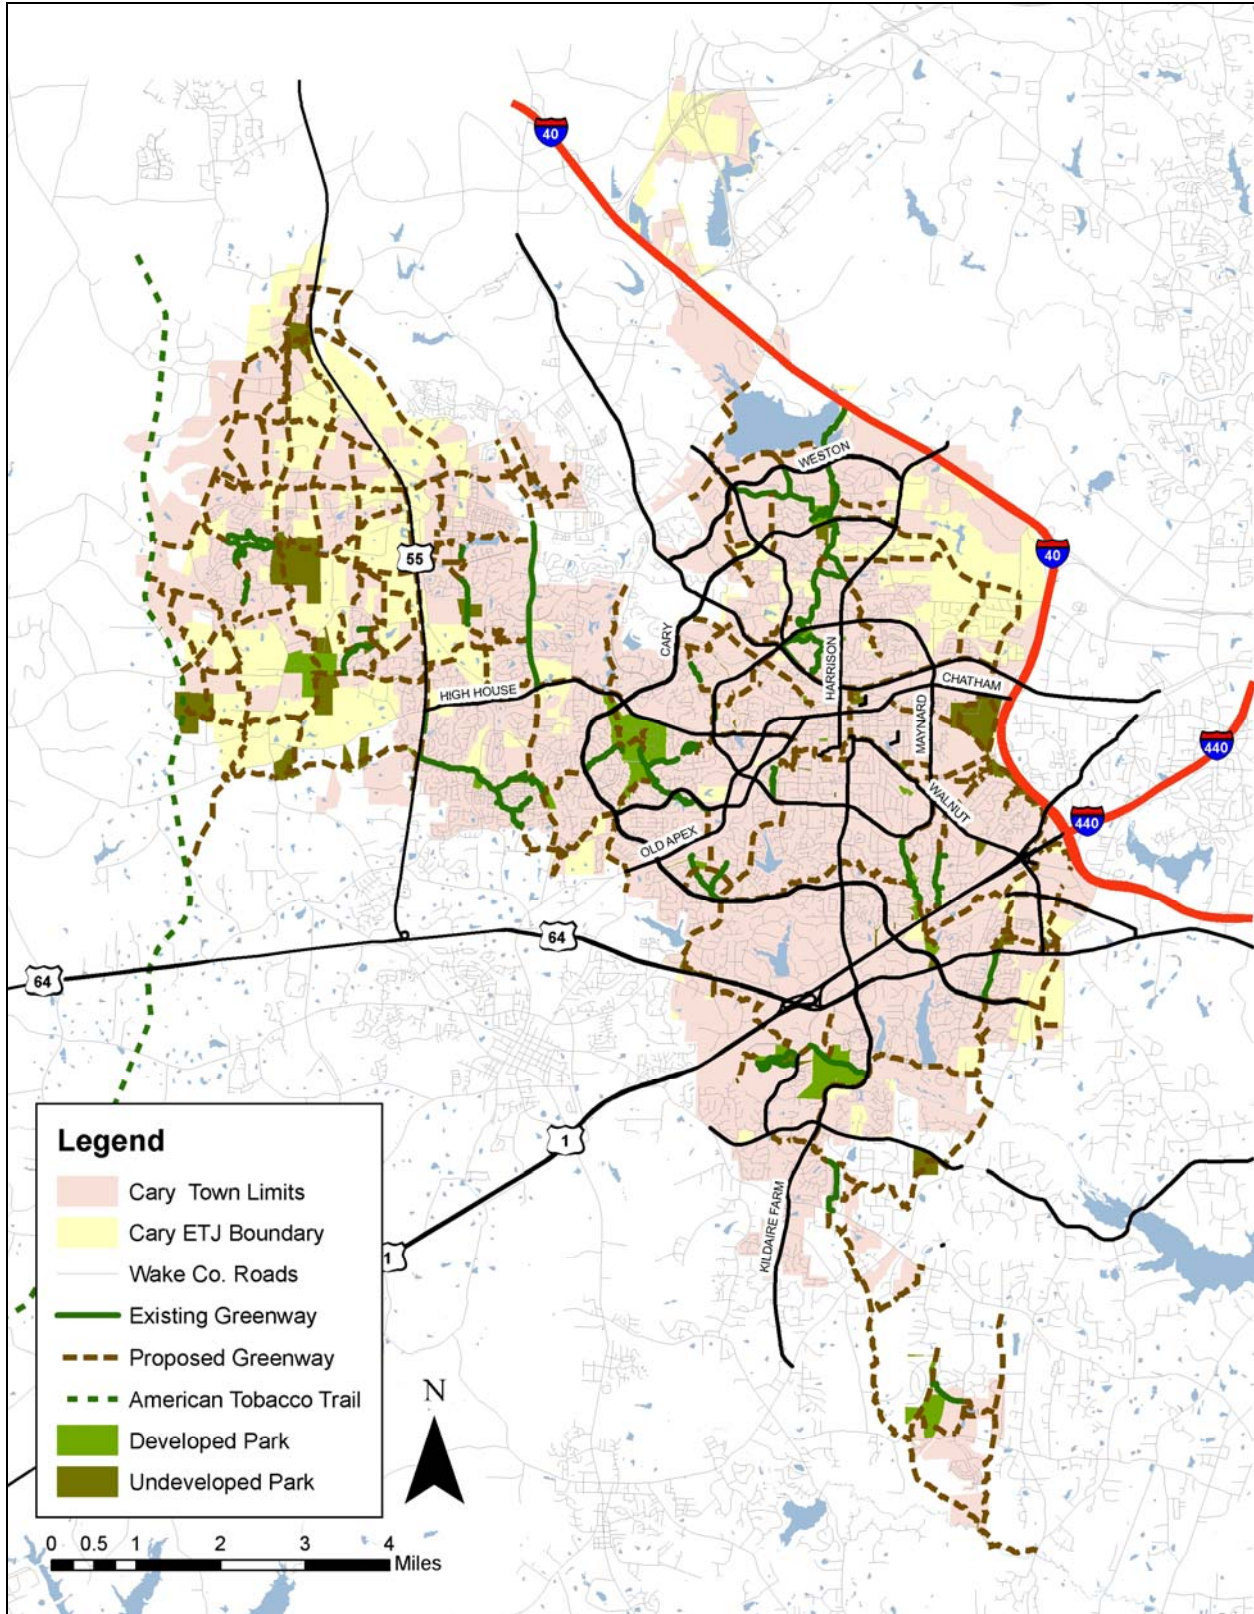 40
WESTON
55
40
CARY
HARRISON
CHATHAM
HIGH HOUSE
MAYNARD
440
WALNUT
440
OLD APEX
64
64
1
KILDAIRE FARM
1
Legend
Cary Town Limits
Cary ETJ Boundary
Wake Co. Roads
Existing Greenway
Proposed Greenway
American Tobacco Trail
Developed Park
Undeveloped Park
N
0 0.5 1 2 3 4
Miles